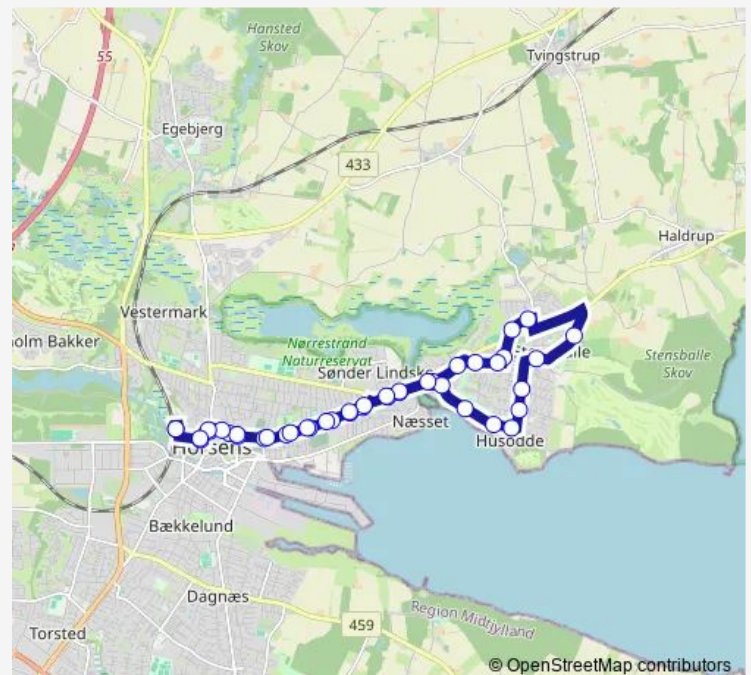 Hansted
Skov
55
Tvingstrup
Egebjerg
433
Haldrup
Vestermark
olm Bakker
Nørrestrand
Naturreservat
Stensballe
Skov
Sønder Lindsk
Næsset
Husodde
Horsens
Bækkelund
Dagnæs
Region Midtjylland
459
Torsted
© OpenStreetMap contributors